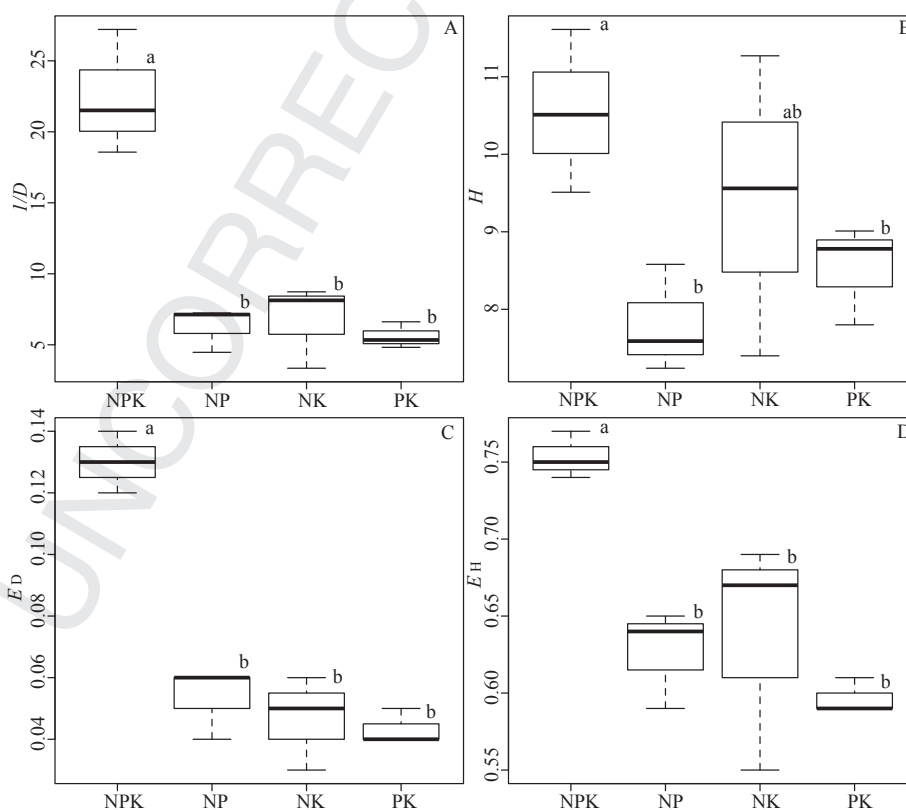 A
a
b
b
b
1/D
5
10
15
20
25
NPK
NP
NK
PK
B
a
b
ab
b
H
8
9
10
11
NPK
NP
NK
PK
C
a
b
b
b
E D
0.04
0.06
0.08
0.10
0.12
0.14
NPK
NP
NK
PK
D
a
b
b
b
E H
0.55
0.60
0.65
0.70
0.75
NPK
NP
NK
PK
UNCORREC